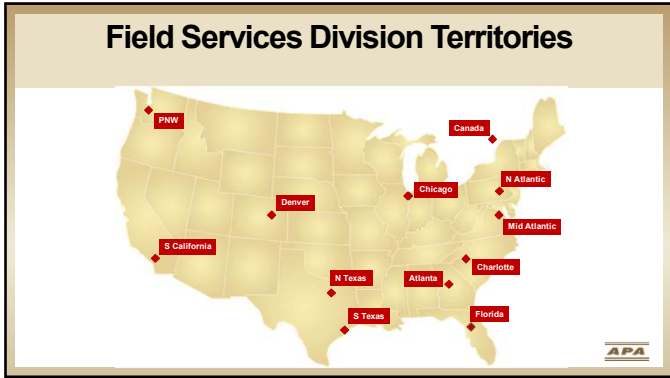 Field Services Division Territories
PNW
Canada
N Atlantic
Chicago
Denver
Mid Atlantic
S California
Charlotte
N Texas
Atlanta
S Texas
Florida
APA